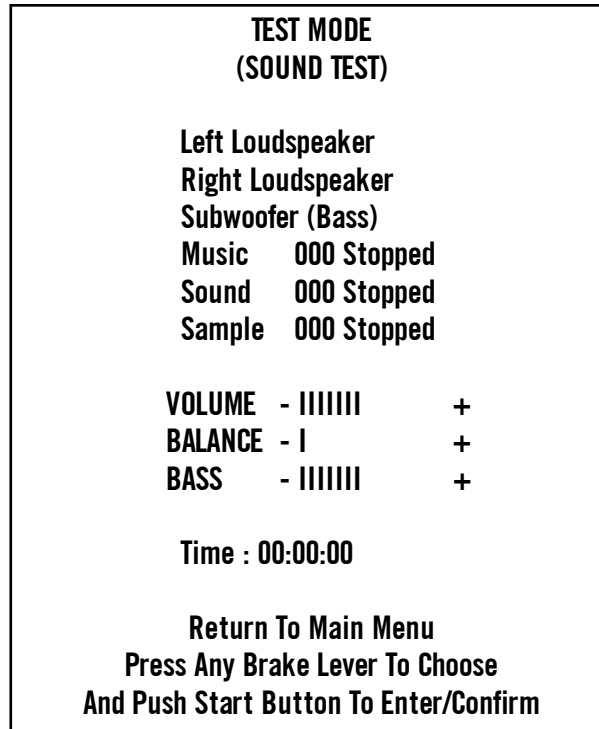 TEST MODE
(SOUND TEST)
Left Loudspeaker
Right Loudspeaker
Subwoofer (Bass)
Music 000 Stopped
Sound 000 Stopped
Sample 000 Stopped
VOLUME - IIIIIII +
BALANCE - I +
BASS - IIIIIII +
Time : 00:00:00
Return To Main Menu
Press Any Brake Lever To Choose
And Push Start Button To Enter/Confirm